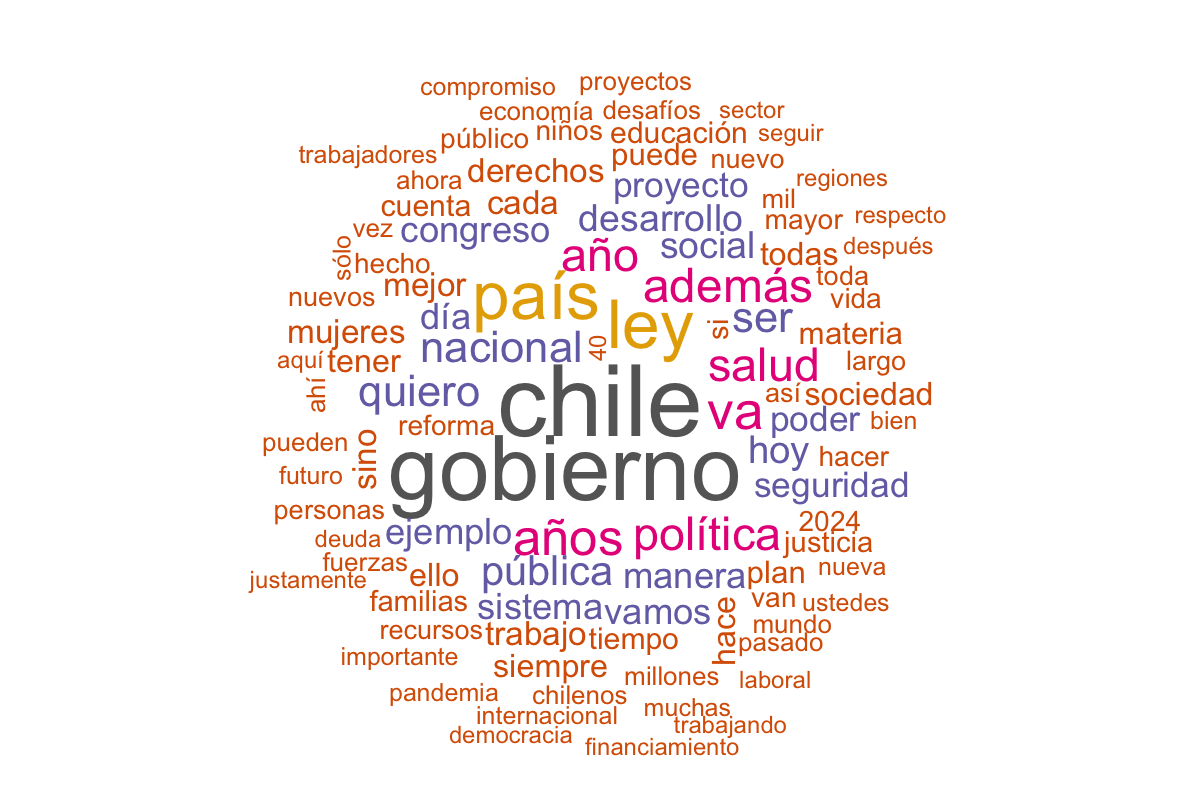 compromiso proyectos
economía desafíos sector
público niños educación seguir
trabajadores derechos puede nuevo
ahora proyecto regiones
cuenta cada mil
vez congreso desarrollo mayor respecto
sólo hecho año social todas después
nuevos mejor país además toda vida
mujeres día ley si ser materia
aquí tener nacional 40 salud largo
ahí quiero chile va así sociedad
reforma poder bien
pueden sino gobierno hoy hacer
futuro seguridad
personas 2024
deuda ejemplo años política justicia
fuerzas
justamente ello pública manera plan nueva
familias sistema vamos hace van ustedes
recursos trabajo tiempo mundo
pasado
importante siempre millones laboral
pandemia chilenos
internacional muchas
democracia trabajando
financiamiento